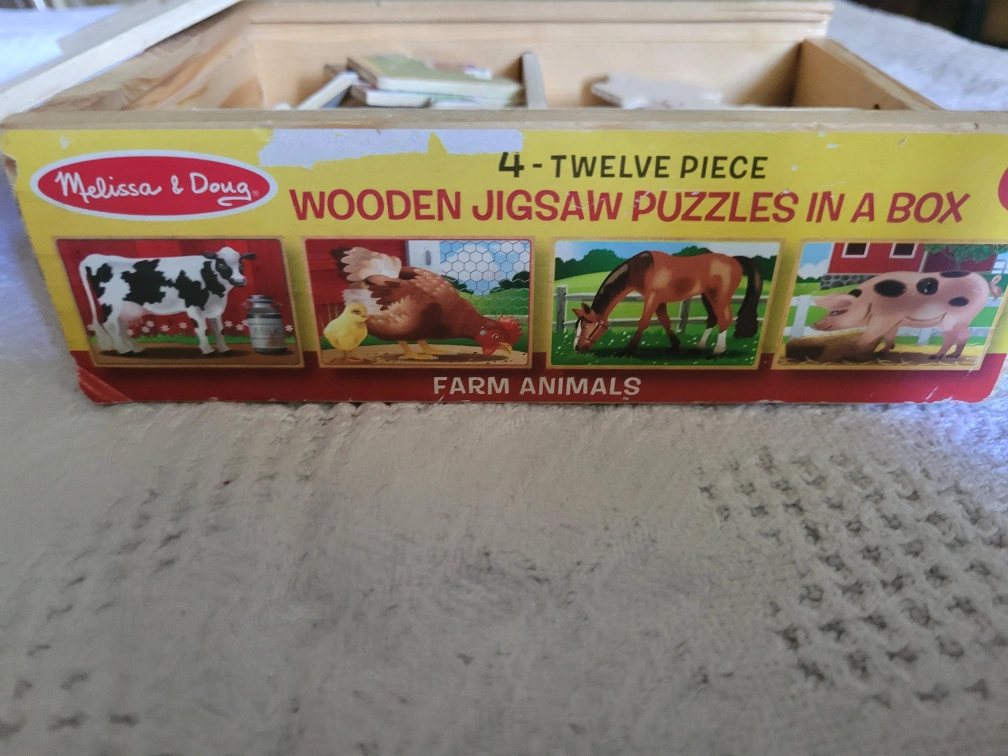 Melissa & Doug®
4 - TWELVE PIECE
WOODEN JIGSAW PUZZLES IN A BOX
FARM ANIMALS